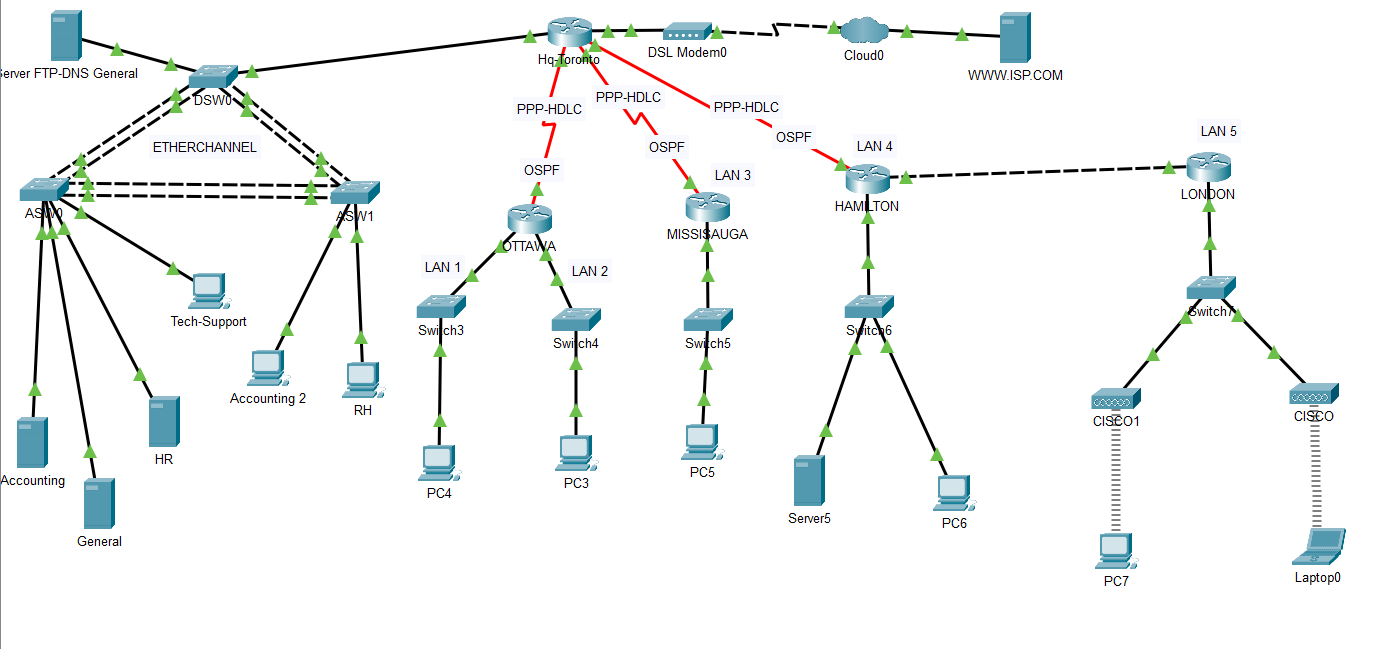 erver FTP-DNS General
DSW0
Hq-Toronto
DSL Modem0
Cloud0
WWW.ISP.COM
PPP-HDLC
PPP-HDLC
PPP-HDLC
ETHERCHANNEL
OSPF
OSPF
OSPF
LAN 4
LAN 5
LAN 3
ASW0
ASW1
OTTAWA
MISSISAUGA
HAMILTON
LONDON
LAN 1
LAN 2
Tech-Support
Switch3
Switch4
Switch5
Switch6
Switch7
Accounting 2
RH
HR
Accounting
General
PC4
PC3
PC5
Server5
PC6
CISCO1
CISCO
PC7
Laptop0